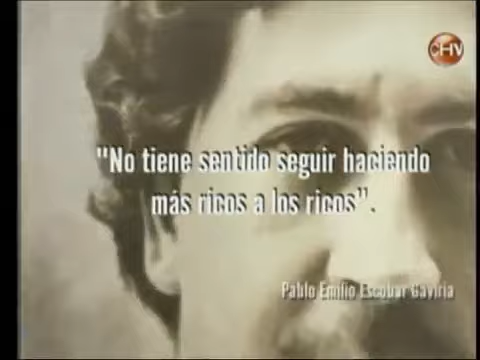 CHV
"No tiene sentido seguir haciendo
más ricos a los ricos".
Pablo Emilio Escobar Gaviria